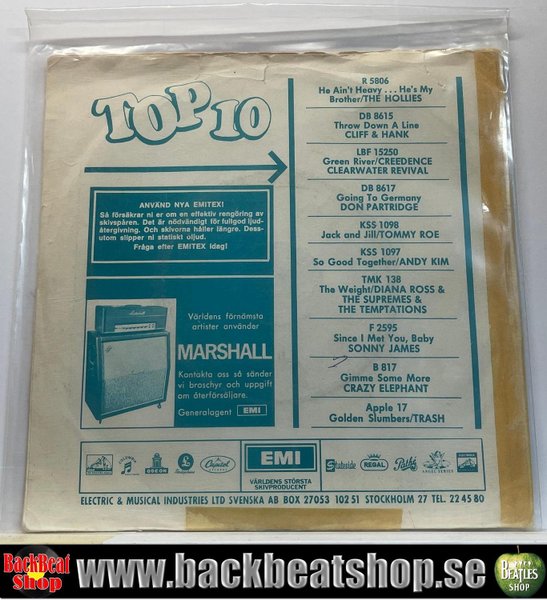 TOP 10
ANVÄND NYA EMITEX!
Så försäkrar ni er om en effektiv rengöring av
skivspåren. Det är nödvändigt för fullgod ljud-
återgivning. Och skivorna håller längre. Dess-
utom slipper ni statiskt oljud.
Fråga efter EMITEX idag!
Världens förnämsta
artister använder
MARSHALL
Kontakta oss så sänder
vi broschyr och uppgift
om återförsäljare.
Generalagent EMI
R 5806
He Ain't Heavy . . . He's My
Brother/THE HOLLIES
DB 8615
Throw Down A Line
CLIFF & HANK
LBF 15250
Green River/CREEDENCE
CLEARWATER REVIVAL
DB 8617
Going To Germany
DON PARTRIDGE
KSS 1098
Jack and Jill/TOMMY ROE
KSS 1097
So Good Together/ANDY KIM
TMK 138
The Weight/DIANA ROSS &
THE SUPREMES &
THE TEMPTATIONS
F 2595
Since I Met You, Baby
SONNY JAMES
B 817
Gimme Some More
CRAZY ELEPHANT
Apple 17
Golden Slumbers/TRASH
COLUMBIA ODEON Capitol EMI Stateside REGAL Pathé ANGEL SERIES
VÄRLDENS STÖRSTA
SKIVPRODUCENT
ELECTRIC & MUSICAL INDUSTRIES LTD SVENSKA AB BOX 27053 102 51 STOCKHOLM 27 TEL. 22 45 80
BackBeat
Shop
www.backbeatshop.se
BEATLES
SHOP